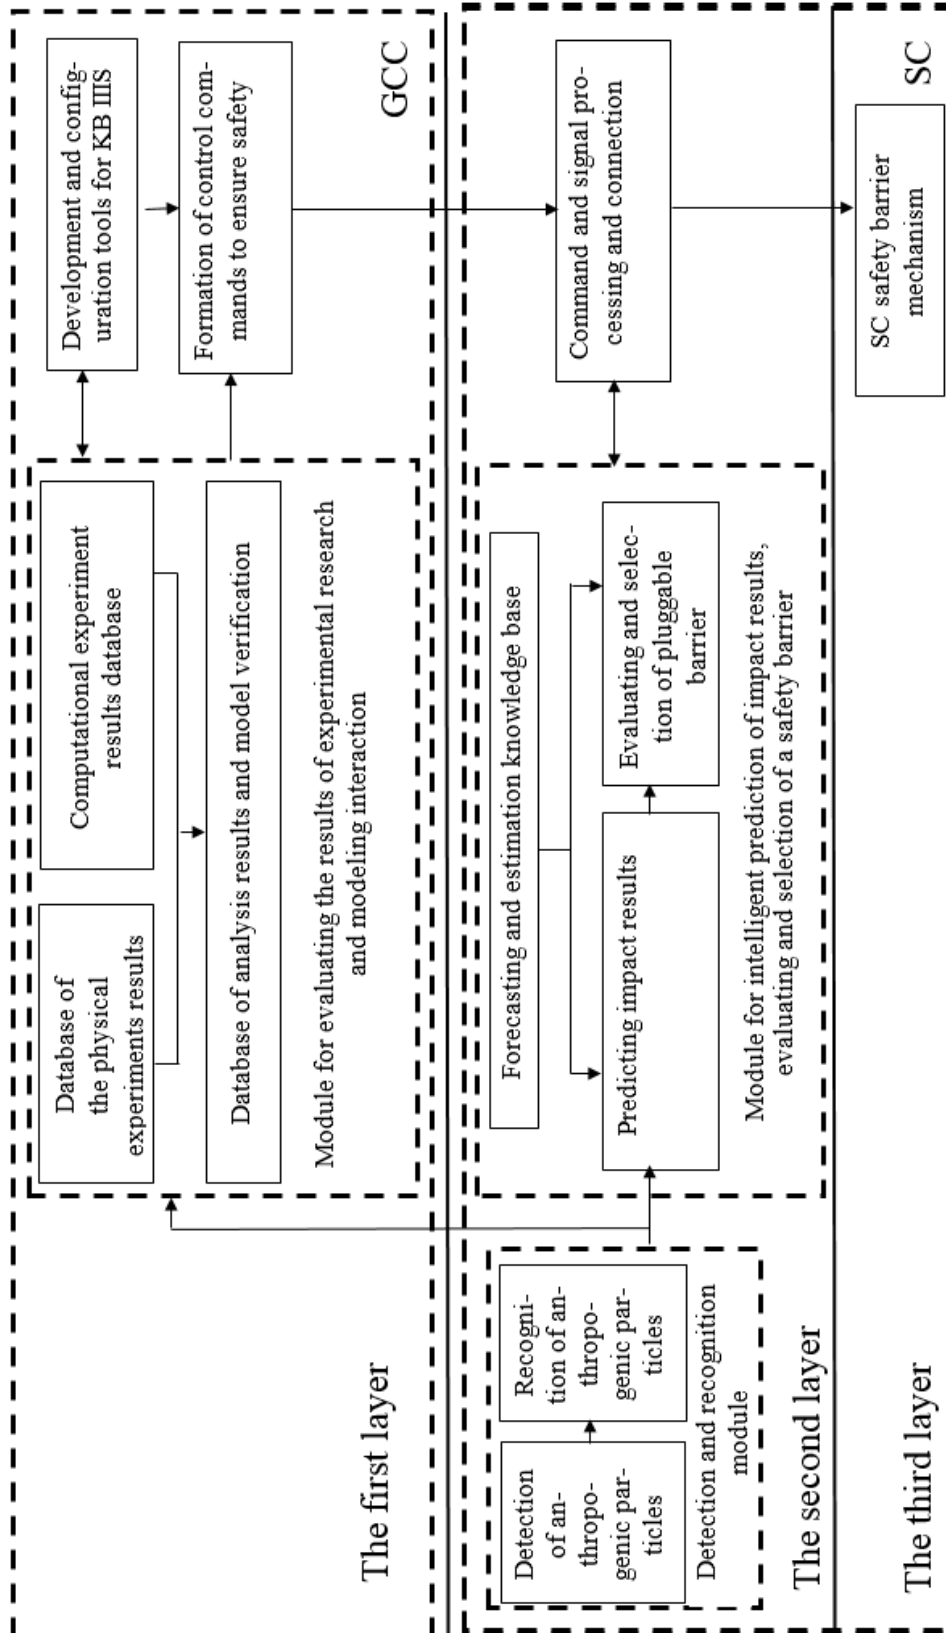 Database of
the physical
experiments results
Computational experiment
results database
Development and config-
uration tools for KB IIIS
Database of analysis results and model verification
Formation of control com-
mands to ensure safety
Module for evaluating the results of experimental research
and modeling interaction
The first layer
GCC
Forecasting and estimation knowledge base
Detection
of an-
thropo-
genic par-
ticles
Recogni-
tion of an-
thropo-
genic par-
ticles
Predicting impact results
Evaluating and selec-
tion of pluggable
barrier
Command and signal pro-
cessing and connection
Detection and recognition
module
Module for intelligent prediction of impact results,
evaluating and selection of a safety barrier
The second layer
SC safety barrier
mechanism
The third layer
SC